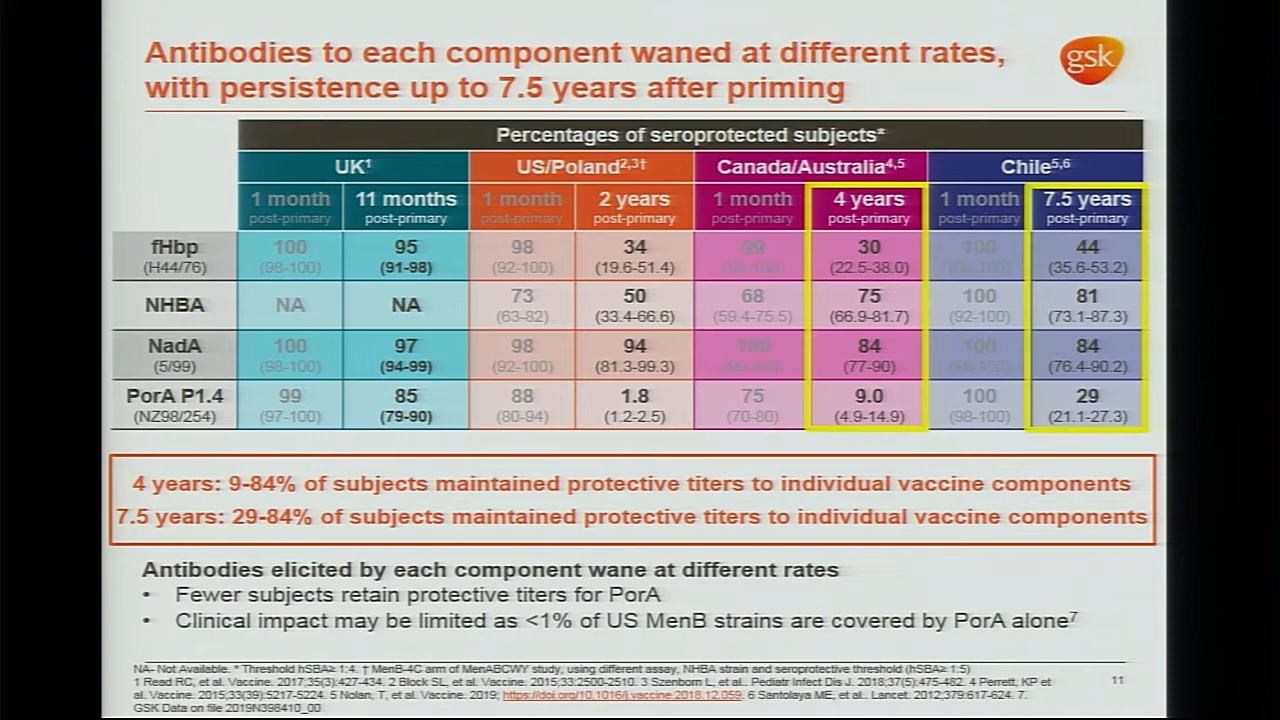 Antibodies to each component waned at different rates,
with persistence up to 7.5 years after priming
gsk
Percentages of seroprotected subjects*
UK¹ US/Poland²,³† Canada/Australia⁴,⁵ Chile⁵,⁶
1 month 11 months 1 month 2 years 1 month 4 years 1 month 7.5 years
post-primary post-primary post-primary post-primary post-primary post-primary post-primary post-primary
fHbp 100 95 98 34 99 30 100 44
(H44/76) (98-100) (91-98) (92-100) (19.6-51.4) (22.5-38.0) (35.6-53.2)
NHBA NA NA 73 50 68 75 100 81
(63-82) (33.4-66.6) (59.4-75.5) (66.9-81.7) (92-100) (73.1-87.3)
NadA 100 97 98 94 100 84 100 84
(5/99) (98-100) (94-99) (92-100) (81.3-99.3) (77-90) (76.4-90.2)
PorA P1.4 99 85 88 1.8 75 9.0 100 29
(NZ98/254) (97-100) (79-90) (80-94) (1.2-2.5) (70-80) (4.9-14.9) (98-100) (21.1-27.3)
4 years: 9-84% of subjects maintained protective titers to individual vaccine components
7.5 years: 29-84% of subjects maintained protective titers to individual vaccine components
Antibodies elicited by each component wane at different rates
• Fewer subjects retain protective titers for PorA
• Clinical impact may be limited as <1% of US MenB strains are covered by PorA alone⁷
NA- Not Available. * Threshold hSBA≥ 1:4. † MenB-4C arm of MenABCWY study, using different assay, NHBA strain and seroprotective threshold (hSBA≥ 1:5)
1 Read RC, et al. Vaccine. 2017;35(3):427-434. 2 Block SL, et al. Vaccine. 2015;33:2500-2510. 3 Szenborn L, et al.. Pediatr Infect Dis J. 2018;37(5):475-482. 4 Perrett, KP et
al. Vaccine. 2015;33(39):5217-5224. 5 Nolan, T, et al. Vaccine. 2019; https://doi.org/10.1016/j.vaccine.2018.12.059. 6 Santolaya ME, et al.. Lancet. 2012;379:617-624. 7.
GSK Data on file 2019N398410_00
11